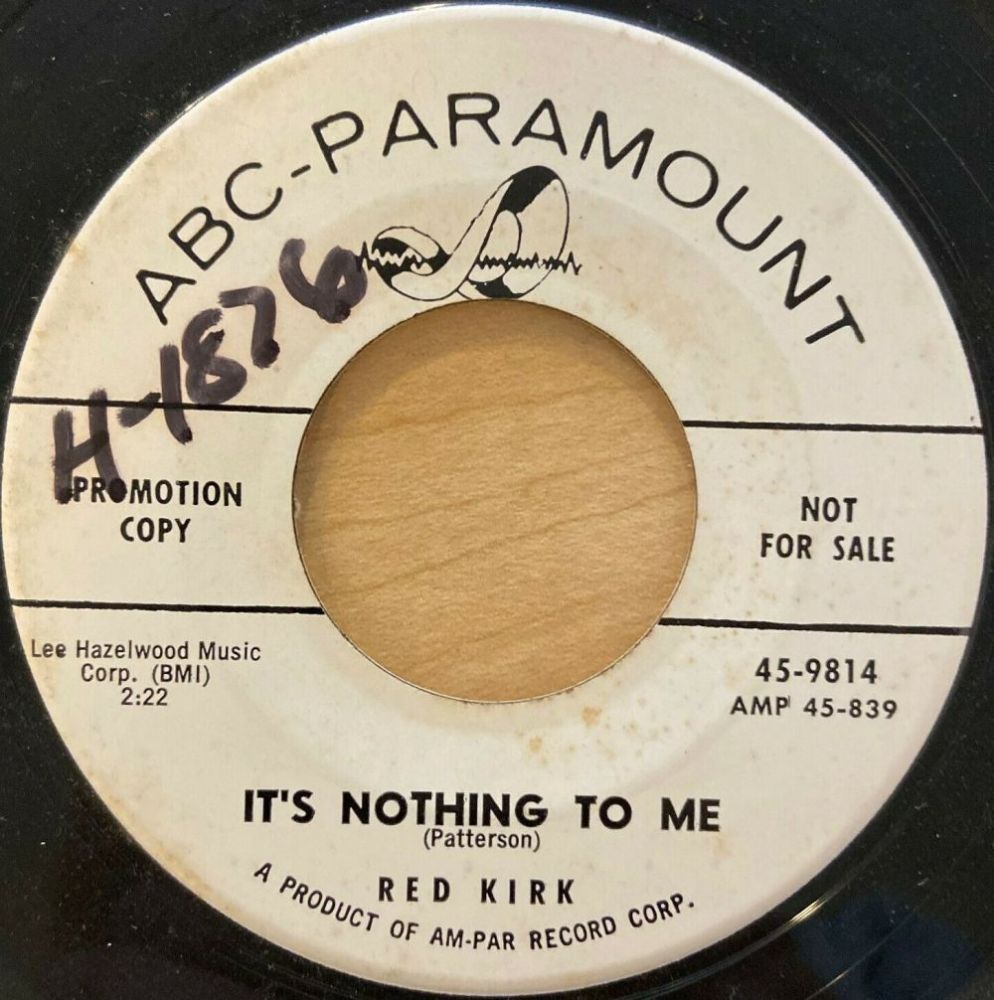 ABC-PARAMOUNT
H-1876
PROMOTION
COPY
NOT
FOR SALE
Lee Hazelwood Music
Corp. (BMI)
2:22
45-9814
AMP 45-839
IT'S NOTHING TO ME
(Patterson)
RED KIRK
A PRODUCT OF AM-PAR RECORD CORP.